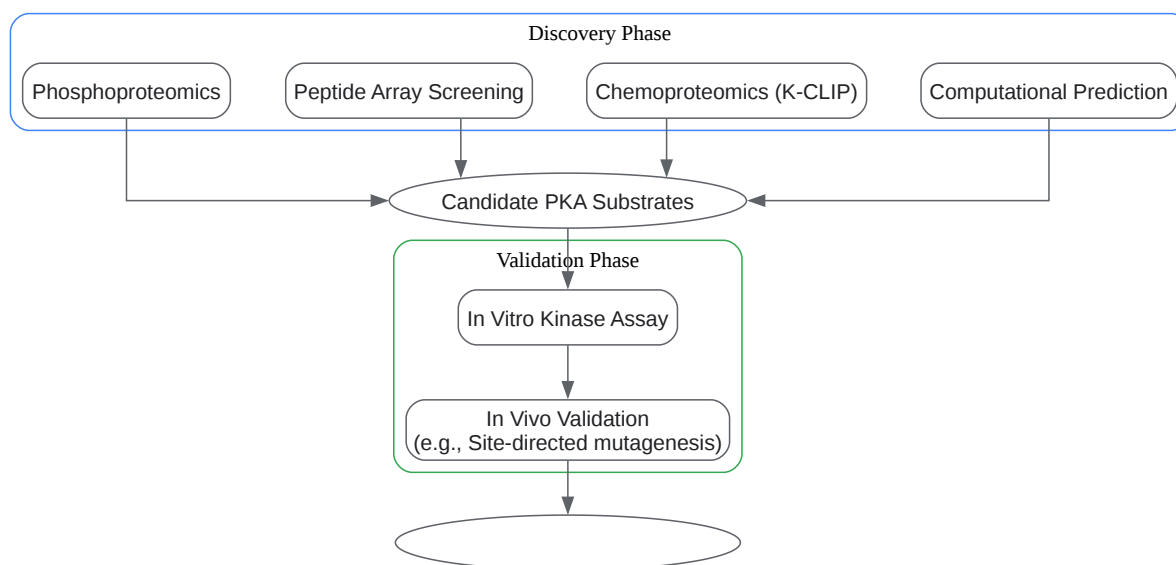 Discovery Phase
Phosphoproteomics
Peptide Array Screening
Chemoproteomics (K-CLIP)
Computational Prediction
Candidate PKA Substrates
Validation Phase
In Vitro Kinase Assay
In Vivo Validation
(e.g., Site-directed mutagenesis)